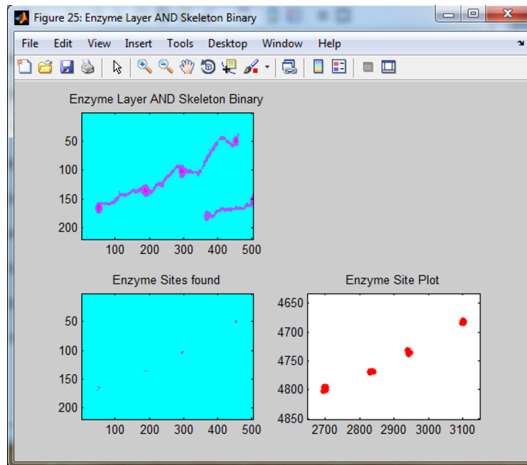 Figure 25: Enzyme Layer AND Skeleton Binary
File Edit View Insert Tools Desktop Window Help
Enzyme Layer AND Skeleton Binary
50
100
150
200
100 200 300 400 500
Enzyme Sites found
50
100
150
200
100 200 300 400 500
Enzyme Site Plot
4650
4700
4750
4800
4850
2700 2800 2900 3000 3100